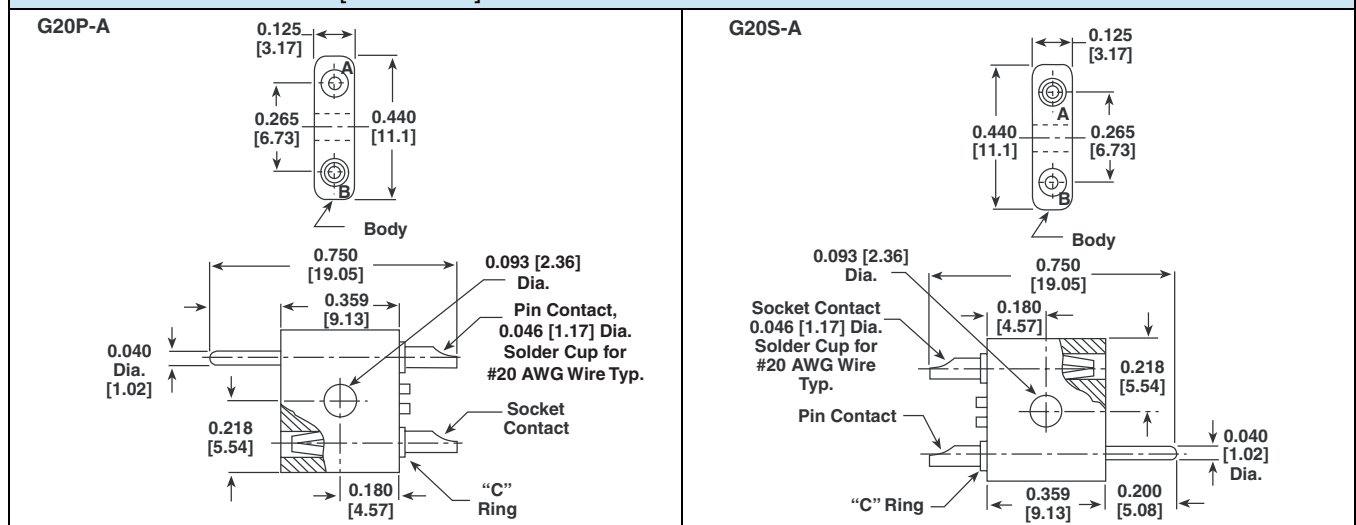 G20P-A
0.125
[3.17]
A
0.265
[6.73]
0.440
[11.1]
B
Body
0.750
[19.05]
0.093 [2.36]
Dia.
0.359
[9.13]
Pin Contact,
0.046 [1.17] Dia.
Solder Cup for
#20 AWG Wire Typ.
0.040
Dia.
[1.02]
0.218
[5.54]
Socket
Contact
0.180
[4.57]
“C”
Ring
G20S-A
0.125
[3.17]
A
0.440
[11.1]
0.265
[6.73]
B
Body
0.093 [2.36]
Dia.
0.750
[19.05]
Socket Contact
0.046 [1.17] Dia.
Solder Cup for
#20 AWG Wire
Typ.
0.180
[4.57]
0.218
[5.54]
Pin Contact
0.040
[1.02]
Dia.
“C” Ring
0.359
[9.13]
0.200
[5.08]